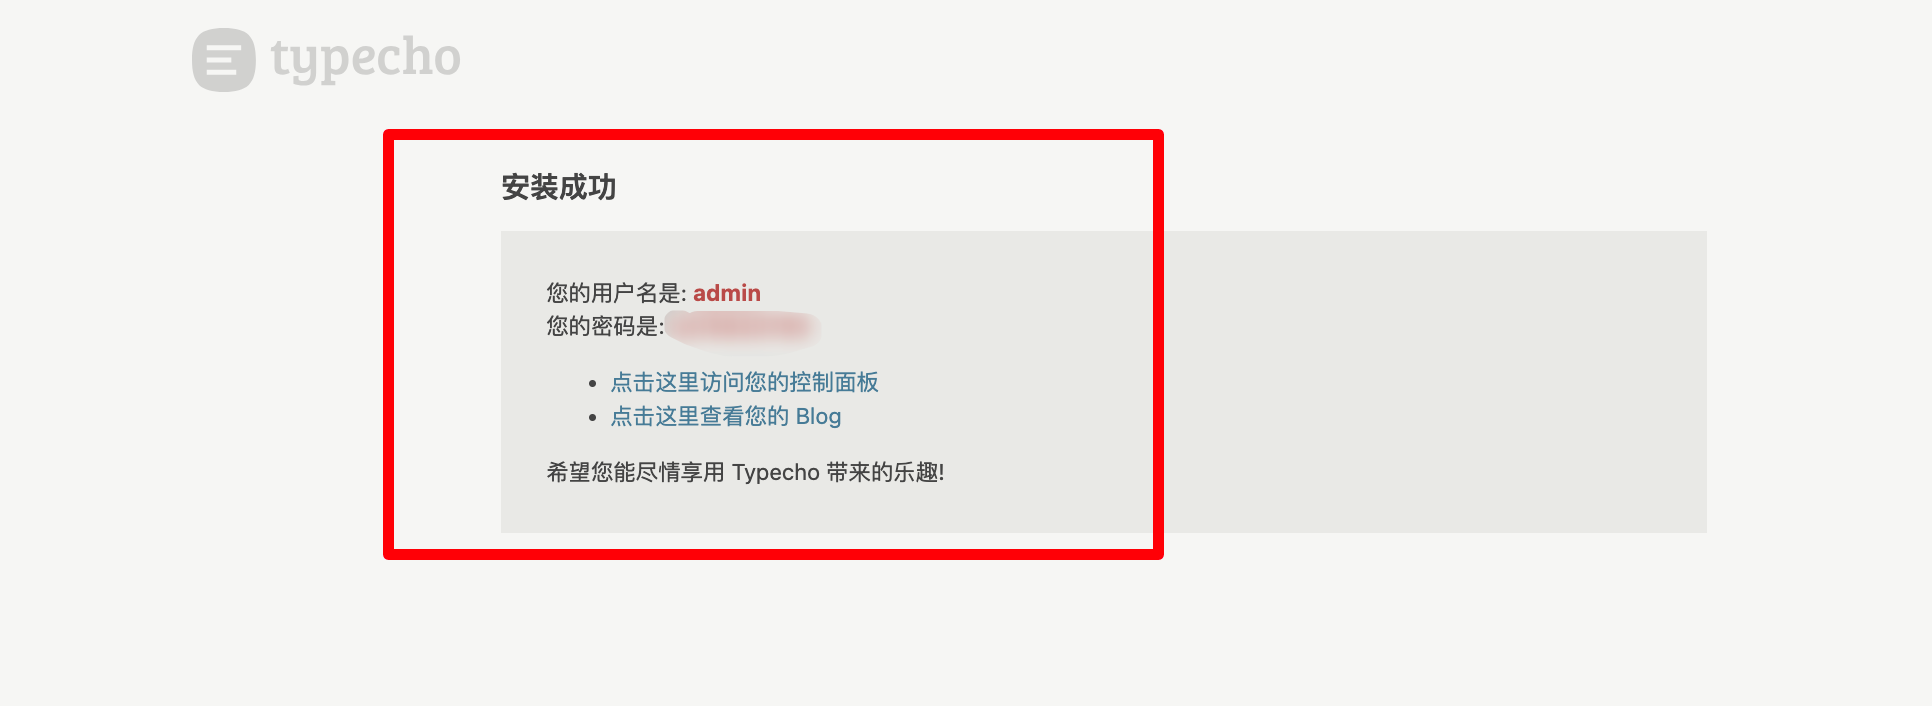 typecho
安装成功
您的用户名是: admin
您的密码是:
点击这里访问您的控制面板
点击这里查看您的 Blog
希望您能尽情享用 Typecho 带来的乐趣!